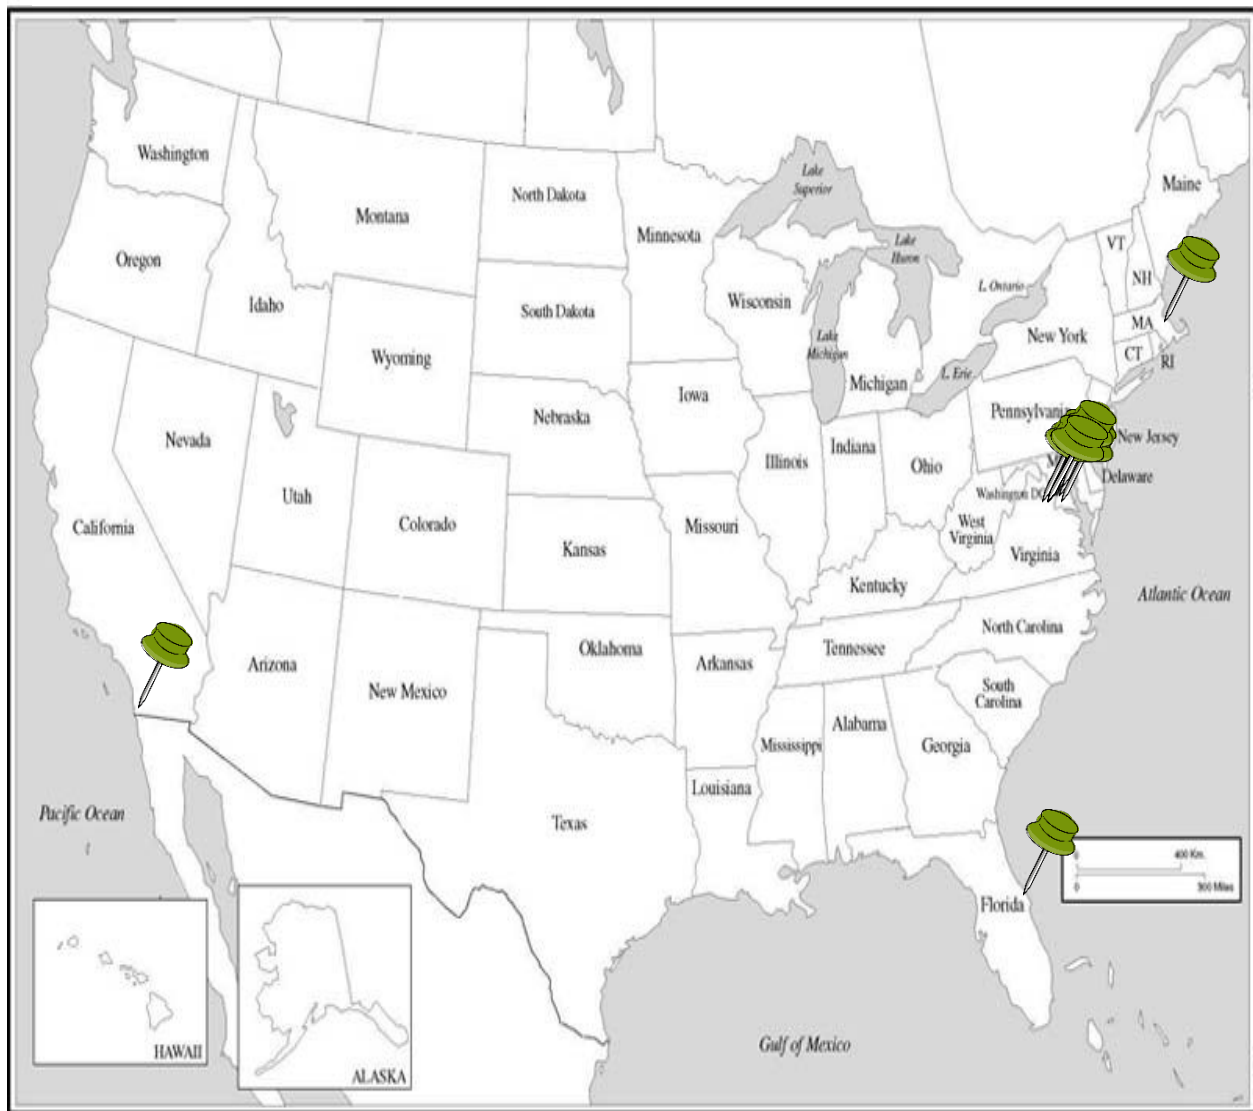 Washington
Montana
North Dakota
Minnesota
Lake
Superior
Maine
Oregon
Idaho
South Dakota
Wisconsin
Lake
Huron
VT
NH
L. Ontario
New York
MA
CT
RI
Wyoming
Lake
Michigan
Michigan
L. Erie
Iowa
Nebraska
Pennsylvania
New Jersey
Nevada
Utah
Colorado
Illinois
Indiana
Ohio
Delaware
Washington DC
California
Kansas
Missouri
West
Virginia
Virginia
Kentucky
Atlantic Ocean
Arizona
New Mexico
Oklahoma
Arkansas
Tennessee
North Carolina
South
Carolina
Mississippi
Alabama
Georgia
Louisiana
Pacific Ocean
Texas
Florida
0
400 Km.
0
300 Miles
HAWAII
ALASKA
Gulf of Mexico